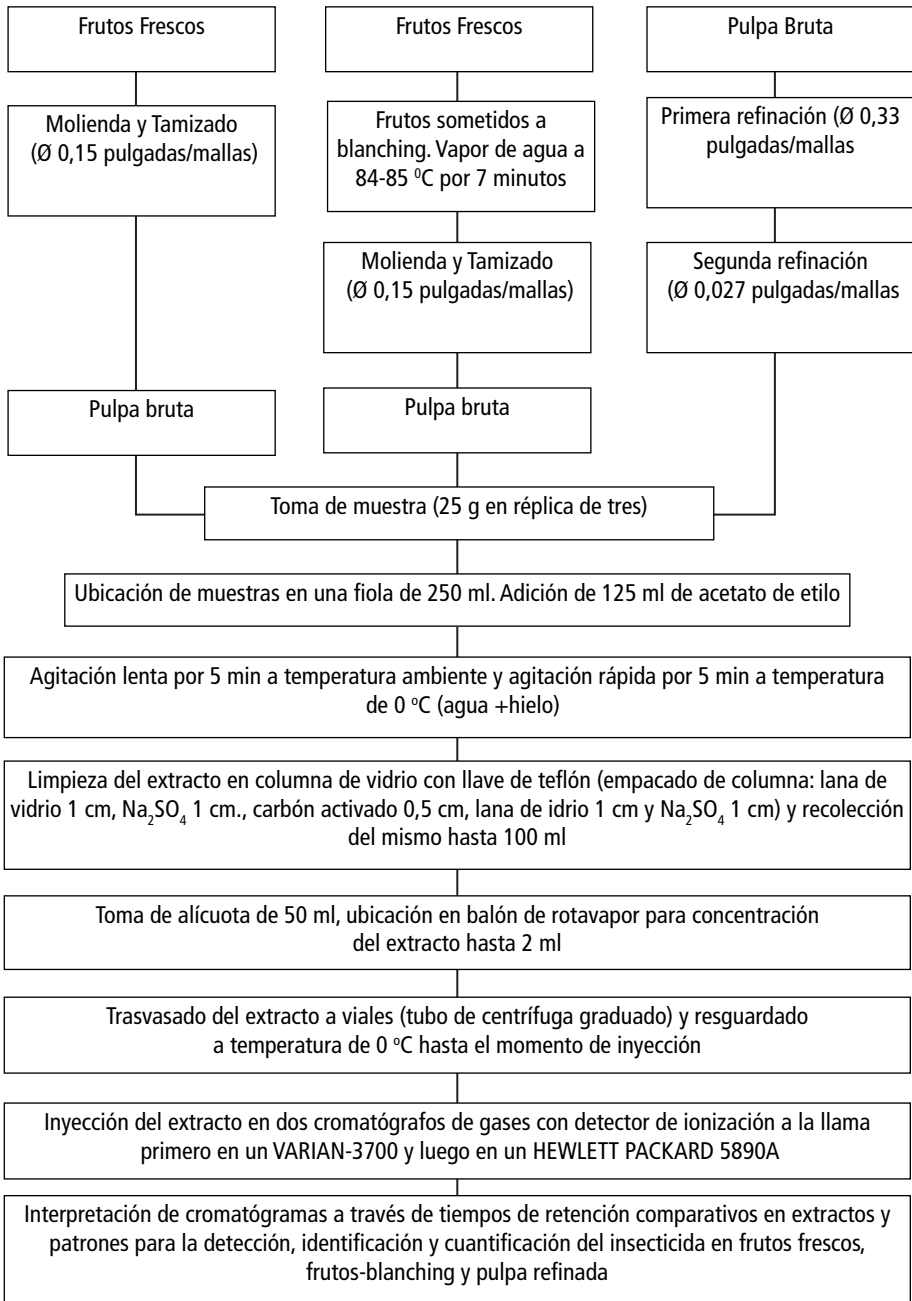 Frutos Frescos
Frutos Frescos
Pulpa Bruta
Molienda y Tamizado
(Ø 0,15 pulgadas/mallas)
Frutos sometidos a
blanching. Vapor de agua a
84-85 ⁰C por 7 minutos
Primera refinación (Ø 0,33
pulgadas/mallas
Molienda y Tamizado
(Ø 0,15 pulgadas/mallas)
Segunda refinación
(Ø 0,027 pulgadas/mallas
Pulpa bruta
Pulpa bruta
Toma de muestra (25 g en réplica de tres)
Ubicación de muestras en una fiola de 250 ml. Adición de 125 ml de acetato de etilo
Agitación lenta por 5 min a temperatura ambiente y agitación rápida por 5 min a temperatura
de 0 ºC (agua +hielo)
Limpieza del extracto en columna de vidrio con llave de teflón (empacado de columna: lana de
vidrio 1 cm, Na₂SO₄ 1 cm., carbón activado 0,5 cm, lana de idrio 1 cm y Na₂SO₄ 1 cm) y recolección
del mismo hasta 100 ml
Toma de alícuota de 50 ml, ubicación en balón de rotavapor para concentración
del extracto hasta 2 ml
Trasvasado del extracto a viales (tubo de centrífuga graduado) y resguardado
a temperatura de 0 ºC hasta el momento de inyección
Inyección del extracto en dos cromatógrafos de gases con detector de ionización a la llama
primero en un VARIAN-3700 y luego en un HEWLETT PACKARD 5890A
Interpretación de cromatógramas a través de tiempos de retención comparativos en extractos y
patrones para la detección, identificación y cuantificación del insecticida en frutos frescos,
frutos-blanching y pulpa refinada